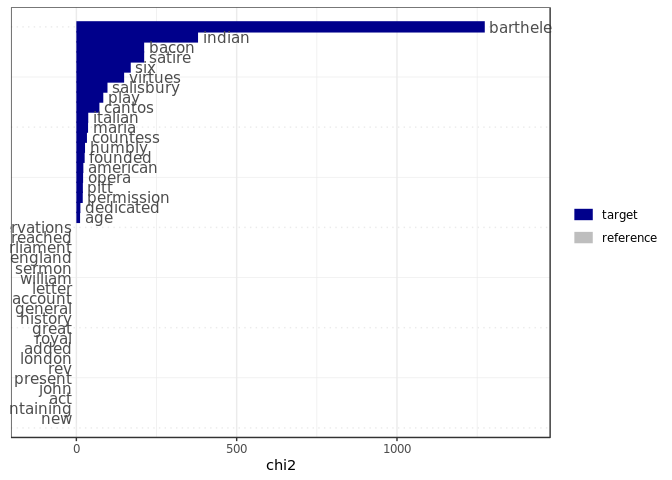 barthele
indian
bacon
satire
six
virtues
salisbury
play
cantos
italian
maria
countess
humbly
founded
american
opera
pitt
permission
dedicated
age
rvations
reached
rliament
england
sermon
william
letter
account
general
history
great
royal
added
london
rev
present
john
act
ntaining
new
0 500 1000
chi2
target
reference